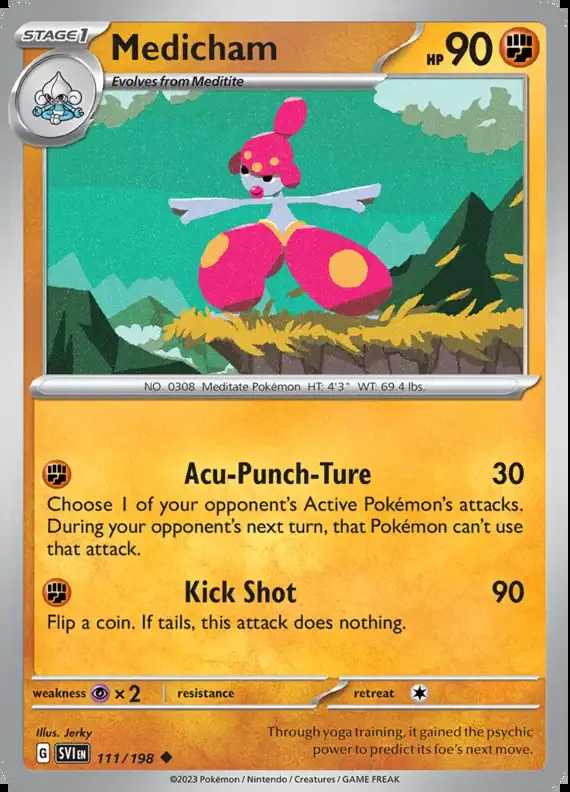 STAGE 1
Medicham
HP 90
Evolves from Meditite
NO. 0308 Meditate Pokémon HT: 4'3" WT: 69.4 lbs.
Acu-Punch-Ture 30
Choose 1 of your opponent's Active Pokémon's attacks.
During your opponent's next turn, that Pokémon can't use
that attack.
Kick Shot 90
Flip a coin. If tails, this attack does nothing.
weakness ×2 resistance retreat
Illus. Jerky
Through yoga training, it gained the psychic
power to predict its foe's next move.
G SVI EN 111/198
©2023 Pokémon / Nintendo / Creatures / GAME FREAK